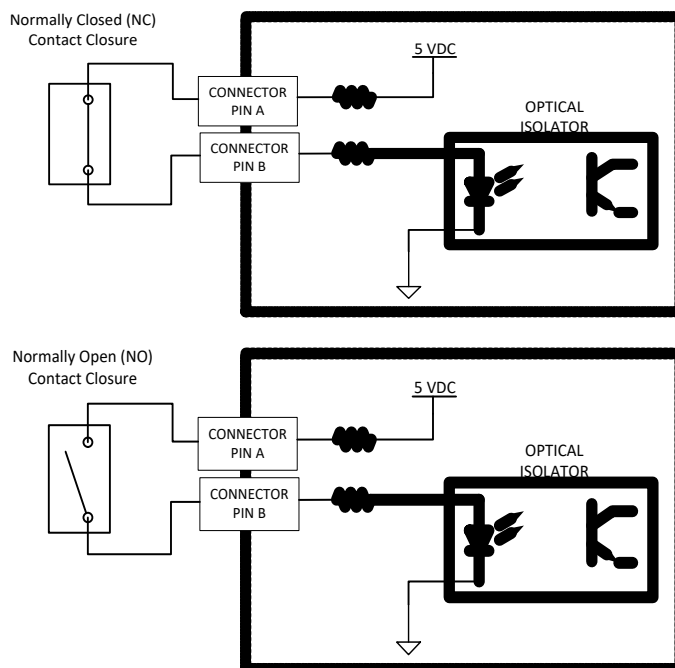 Normally Closed (NC)
Contact Closure
5 VDC
CONNECTOR
PIN A
OPTICAL
ISOLATOR
CONNECTOR
PIN B
Normally Open (NO)
Contact Closure
5 VDC
CONNECTOR
PIN A
OPTICAL
ISOLATOR
CONNECTOR
PIN B